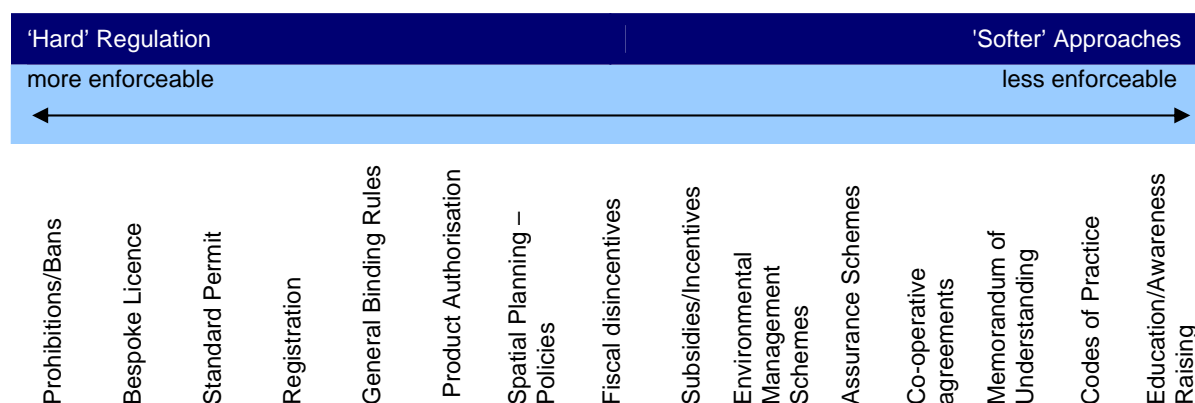 ‘Hard’ Regulation
'Softer’ Approaches
more enforceable
less enforceable
Prohibitions/Bans
Bespoke Licence
Standard Permit
Registration
General Binding Rules
Product Authorisation
Spatial Planning –
Policies
Fiscal disincentives
Subsidies/Incentives
Environmental
Management
Schemes
Assurance Schemes
Co-operative
agreements
Memorandum of
Understanding
Codes of Practice
Education/Awareness
Raising